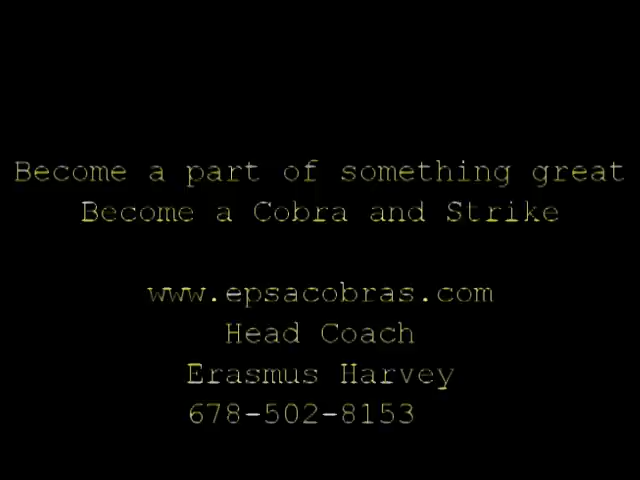 Become a part of something great
Become a Cobra and Strike
www.epsacobras.com
Head Coach
Erasmus Harvey
678-502-8153